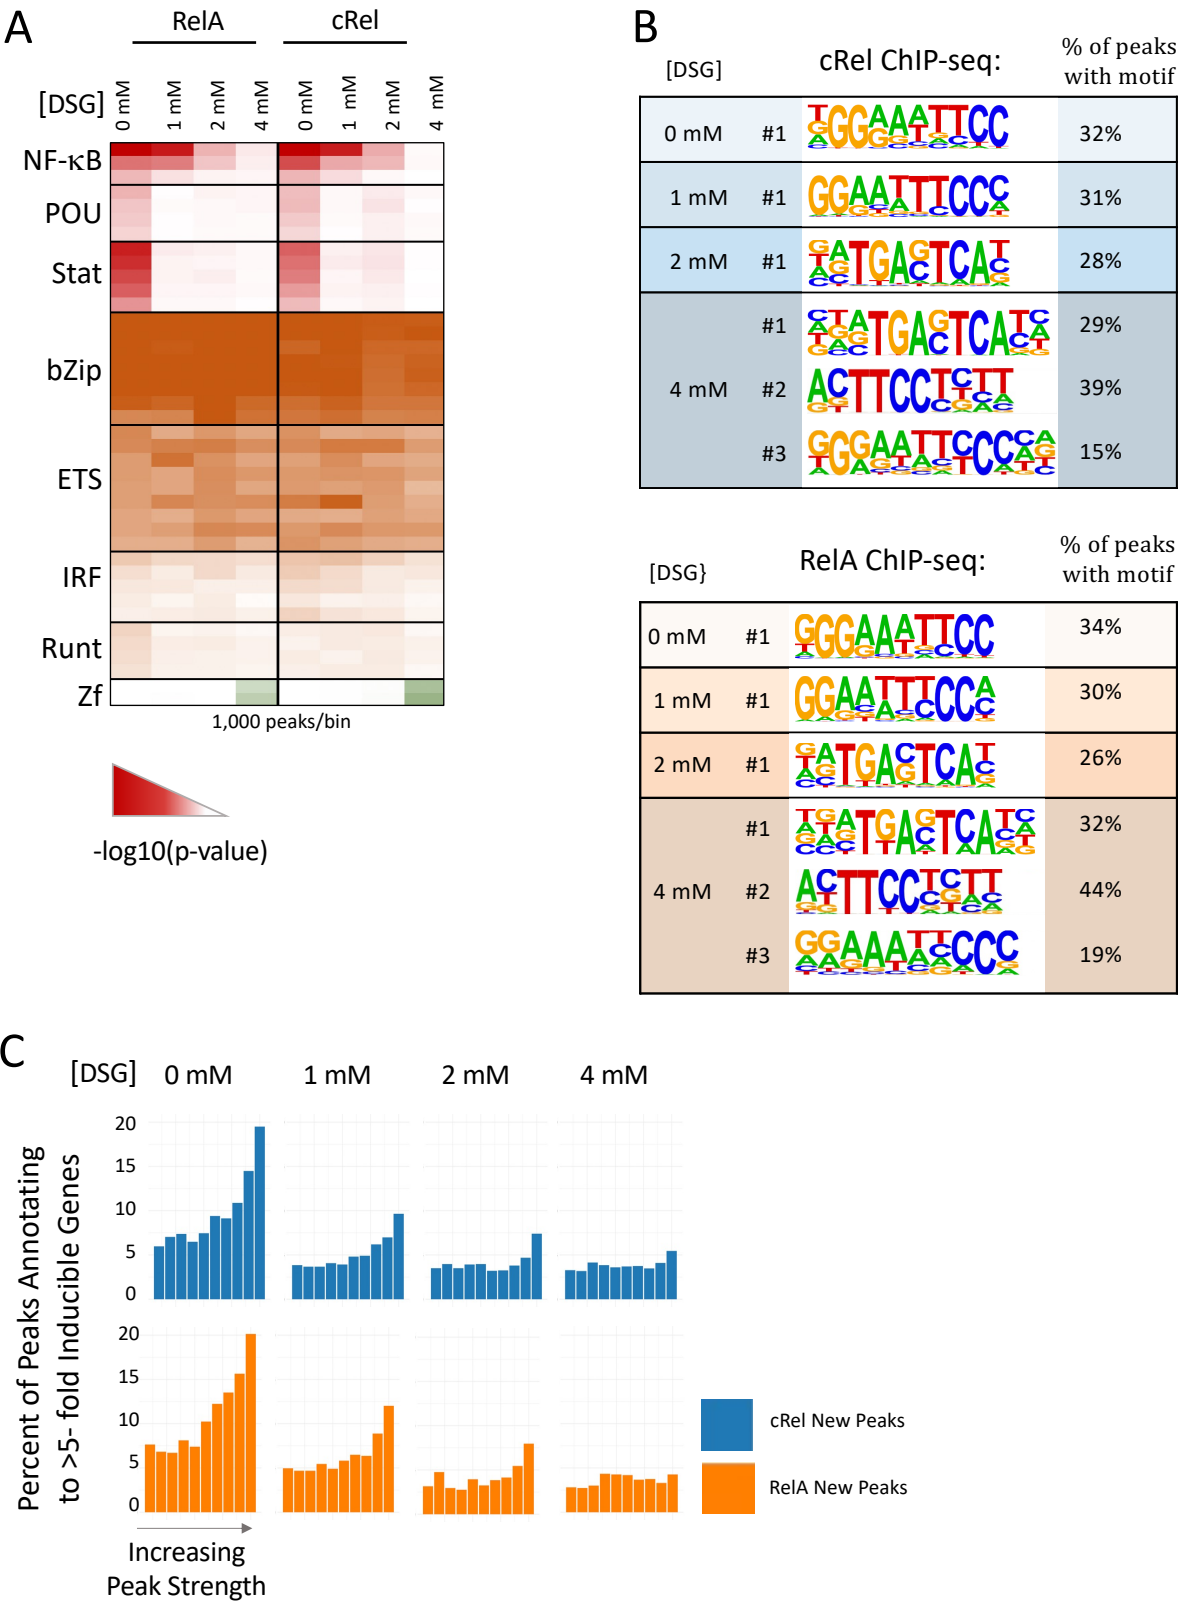 A
RelA cRel
[DSG] 0 mM 1 mM 2 mM 4 mM 0 mM 1 mM 2 mM 4 mM
NF-κB
POU
Stat
bZip
ETS
IRF
Runt
Zf
1,000 peaks/bin
-log10(p-value)
B
[DSG] cRel ChIP-seq: % of peaks
with motif
0 mM #1 32%
1 mM #1 31%
2 mM #1 28%
#1 29%
4 mM #2 39%
#3 15%
[DSG} RelA ChIP-seq: % of peaks
with motif
0 mM #1 34%
1 mM #1 30%
2 mM #1 26%
#1 32%
4 mM #2 44%
#3 19%
C
[DSG] 0 mM 1 mM 2 mM 4 mM
Percent of Peaks Annotating
to >5- fold Inducible Genes
20
15
10
5
0
20
15
10
5
0
cRel New Peaks
RelA New Peaks
Increasing
Peak Strength